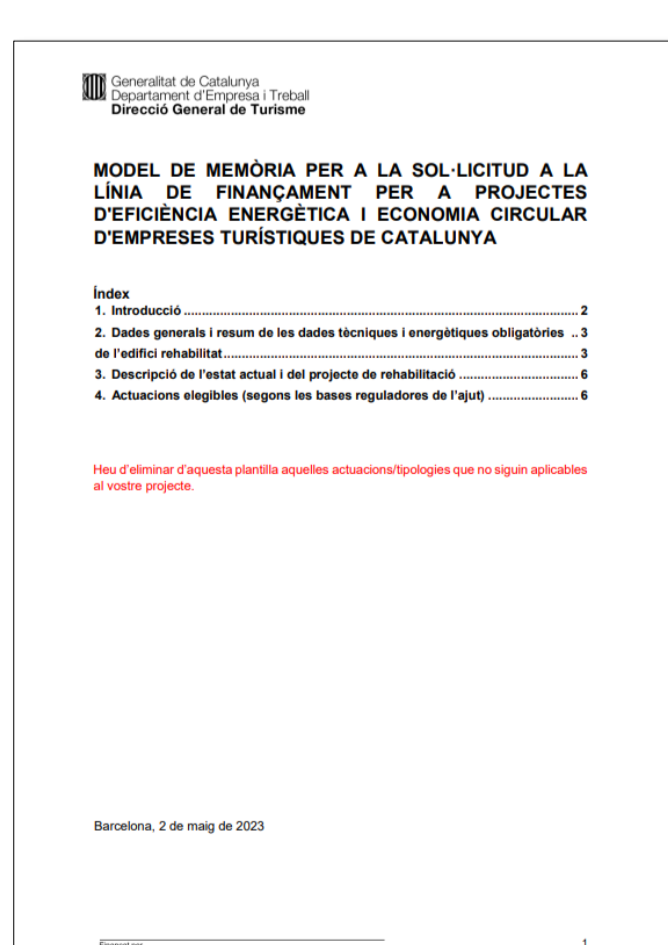 Generalitat de Catalunya
Departament d'Empresa i Treball
Direcció General de Turisme
MODEL DE MEMÒRIA PER A LA SOL·LICITUD A LA
LÍNIA DE FINANÇAMENT PER A PROJECTES
D'EFICIÈNCIA ENERGÈTICA I ECONOMIA CIRCULAR
D'EMPRESES TURÍSTIQUES DE CATALUNYA
Índex
1. Introducció ........................................................................................................... 2
2. Dades generals i resum de les dades tècniques i energètiques obligatòries .. 3
de l'edifici rehabilitat................................................................................................ 3
3. Descripció de l'estat actual i del projecte de rehabilitació ................................ 6
4. Actuacions elegibles (segons les bases reguladores de l'ajut) ......................... 6
Heu d'eliminar d'aquesta plantilla aquelles actuacions/tipologies que no siguin aplicables
al vostre projecte.
Barcelona, 2 de maig de 2023
1